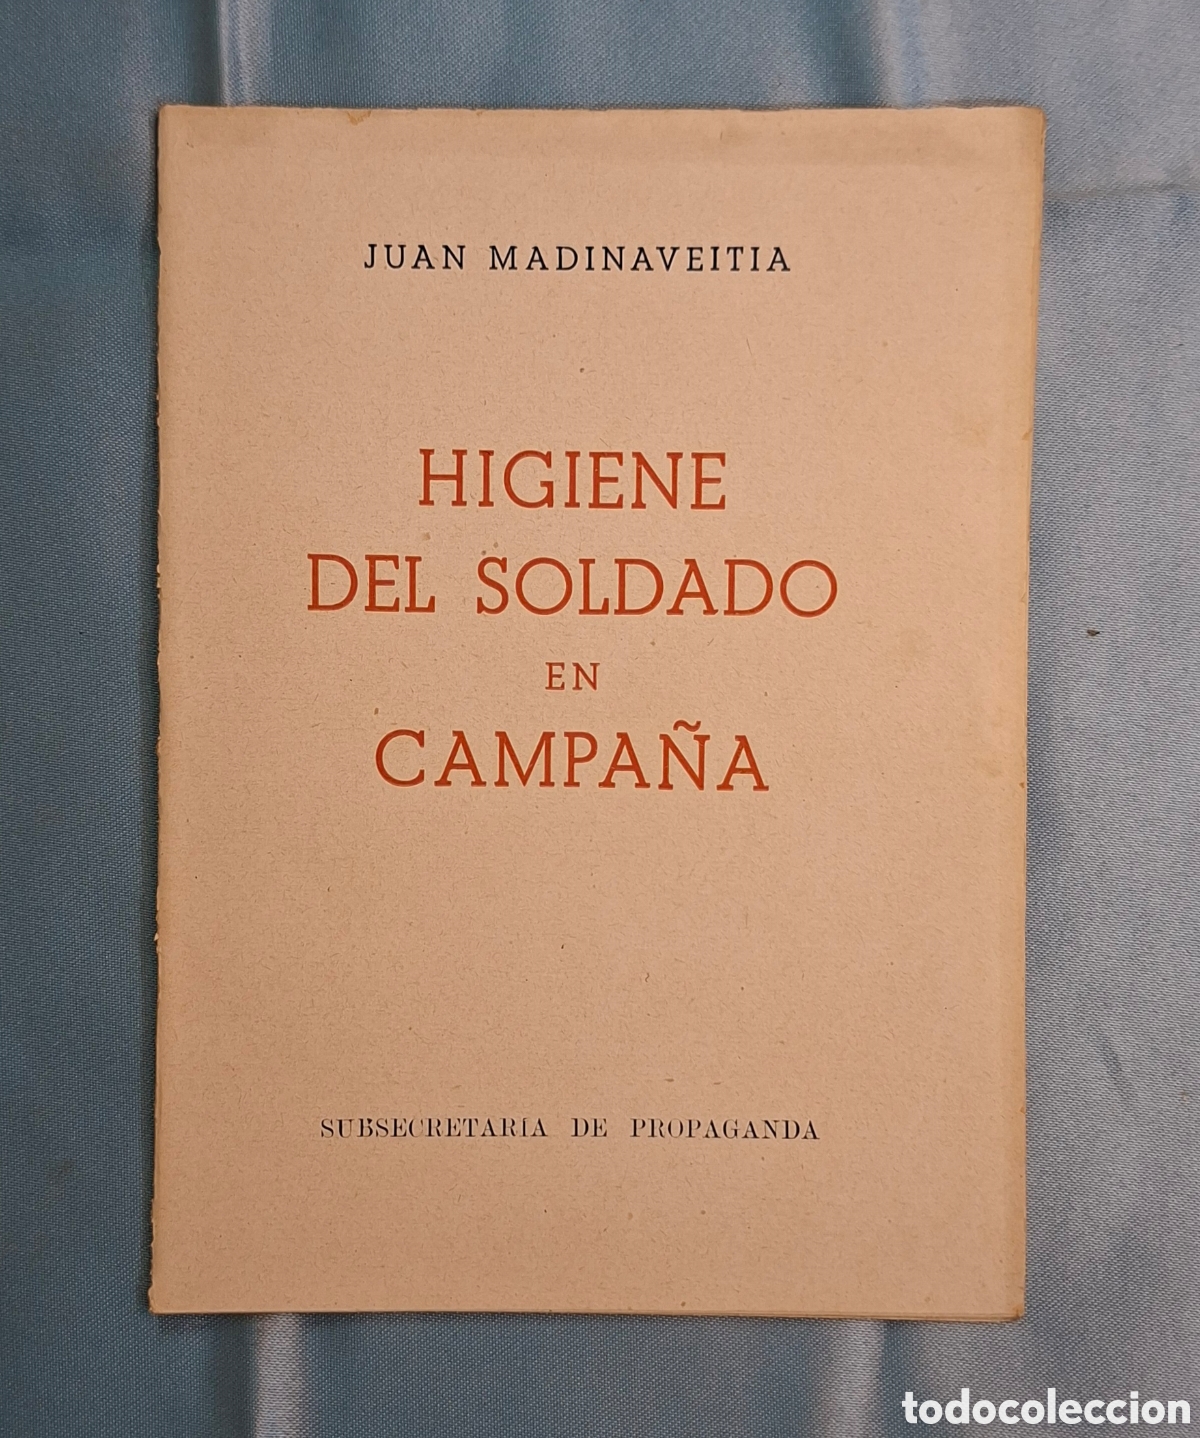 JUAN MADINAVEITIA
HIGIENE
DEL SOLDADO
EN
CAMPAÑA
SUBSECRETARÍA DE PROPAGANDA
todocoleccion